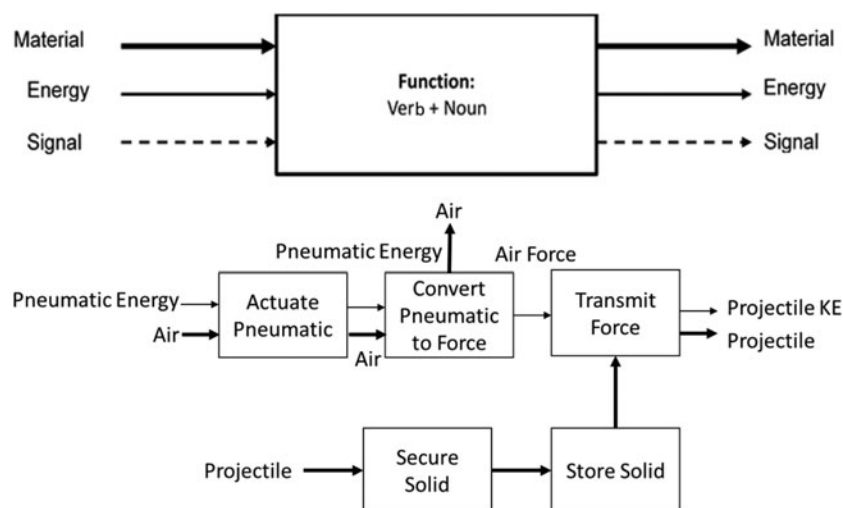 Material
Energy
Signal
Function:
Verb + Noun
Material
Energy
Signal
Air
Pneumatic Energy
Air Force
Pneumatic Energy
Air
Actuate
Pneumatic
Air
Convert
Pneumatic
to Force
Transmit
Force
Projectile KE
Projectile
Projectile
Secure
Solid
Store Solid